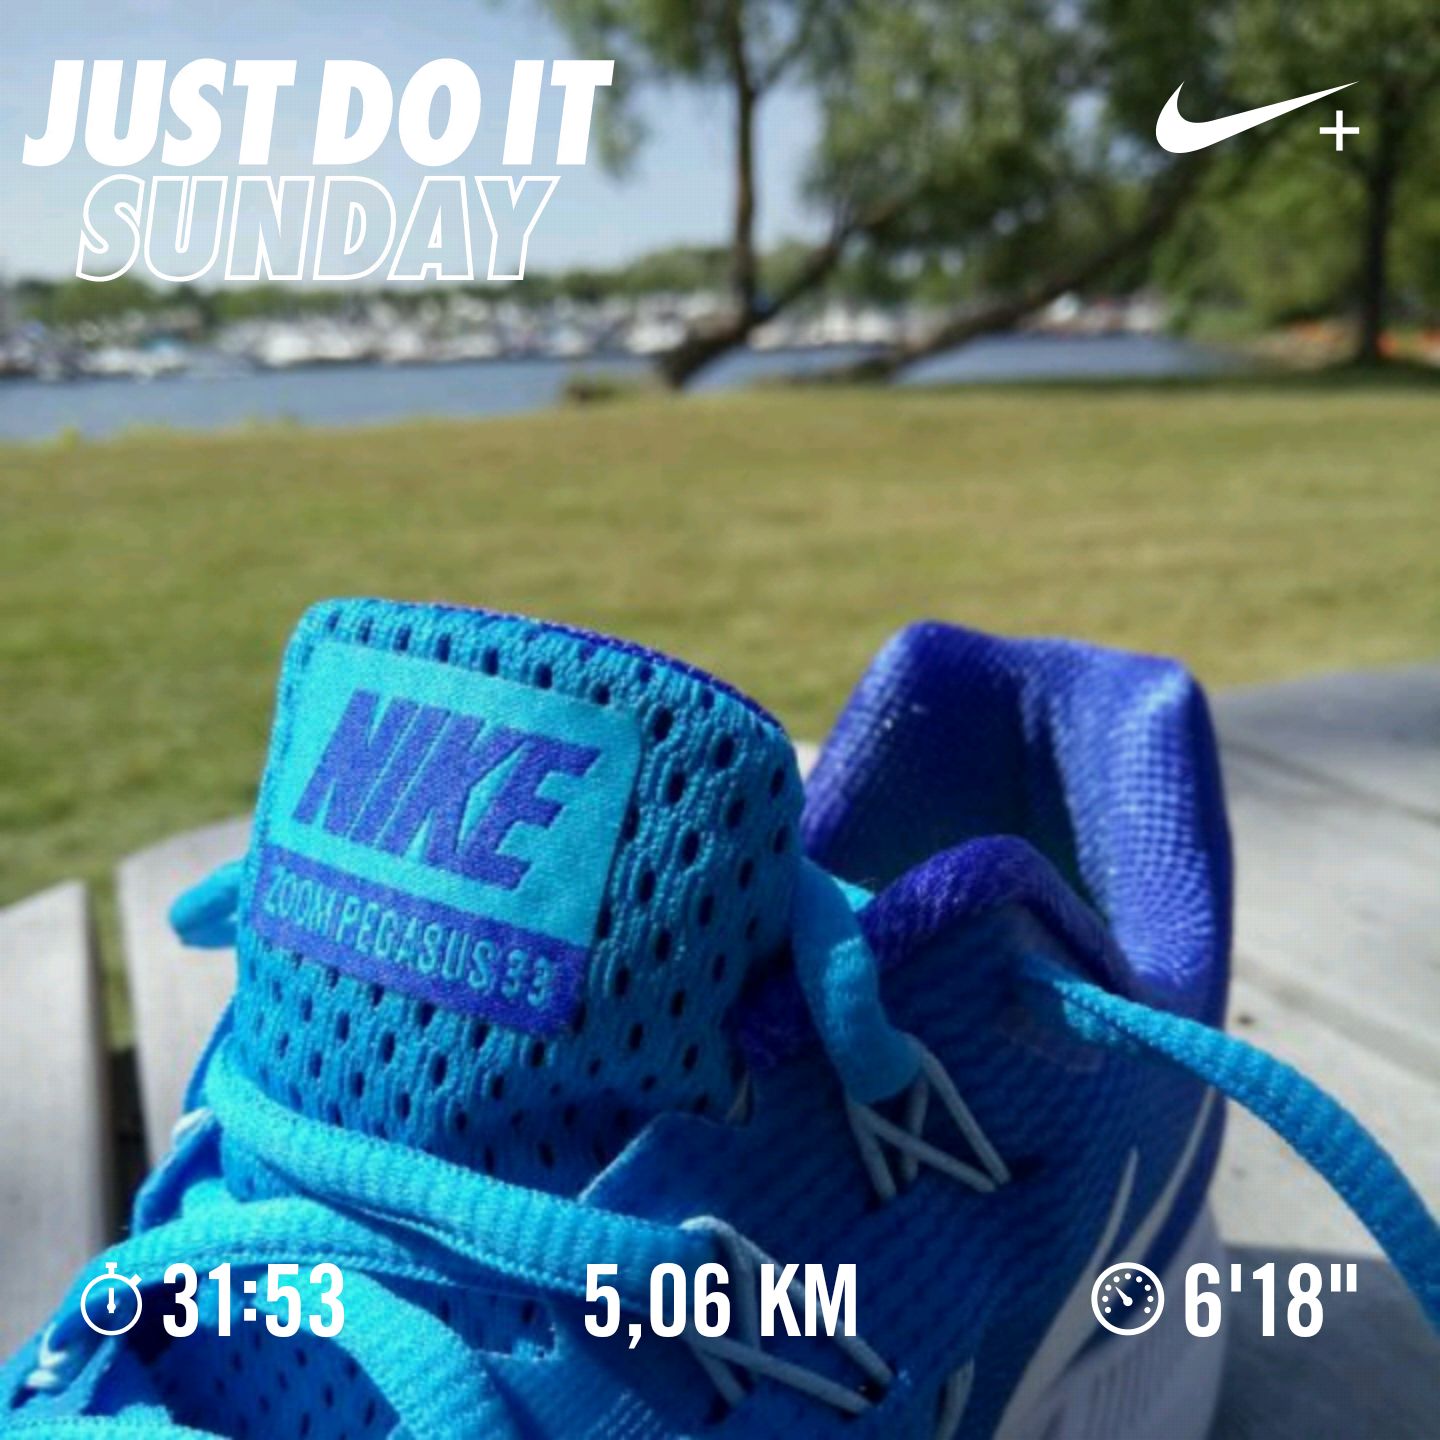 JUST DO IT
SUNDAY
+
NIKE
ZOOM PEGASUS 33
31:53
5,06 KM
6'18"